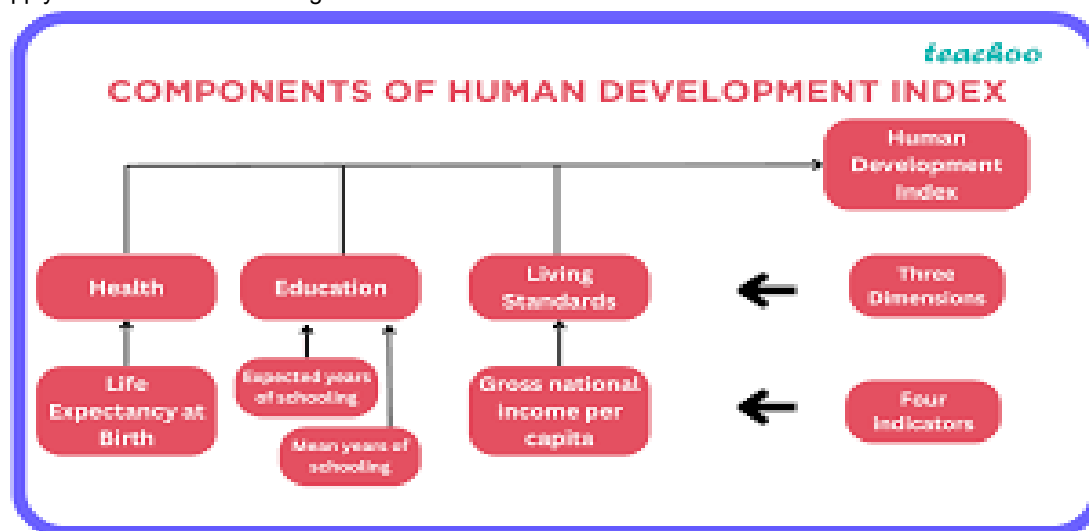 teachoo
COMPONENTS OF HUMAN DEVELOPMENT INDEX
Human
Development
Index
Health
Education
Living
Standards
Three
Dimensions
Life
Expectancy at
Birth
Expected years
of schooling
Mean years of
schooling
Gross national
income per
capita
Four
indicators